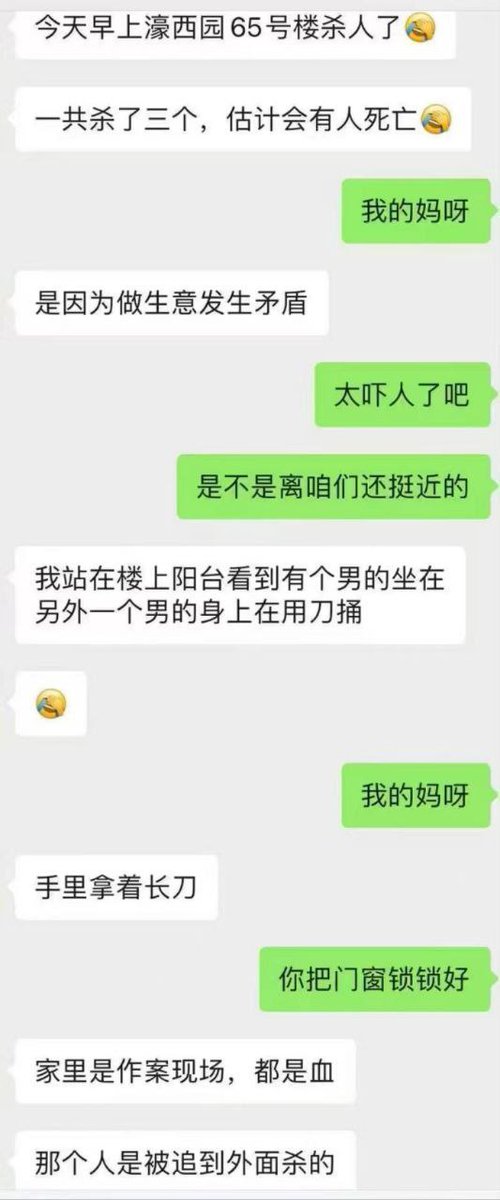 今天早上濠西园65号楼杀人了
一共杀了三个，估计会有人死亡
我的妈呀
是因为做生意发生矛盾
太吓人了吧
是不是离咱们还挺近的
我站在楼上阳台看到有个男的坐在
另外一个男的身上在用刀捅
我的妈呀
手里拿着长刀
你把门窗锁锁好
家里是作案现场，都是血
那个人是被追到外面杀的